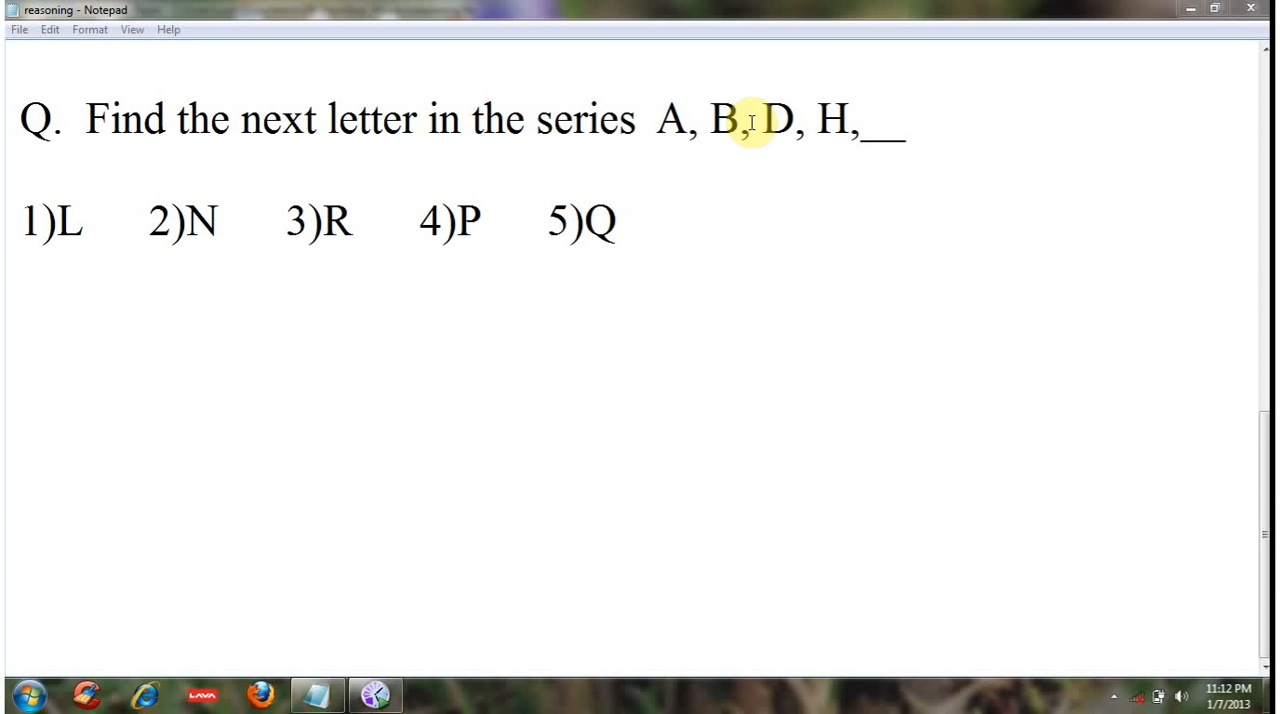 reasoning - Notepad
File Edit Format View Help
Q. Find the next letter in the series A, B, D, H,__
1)L 2)N 3)R 4)P 5)Q
LAVA
11:12 PM
1/7/2013